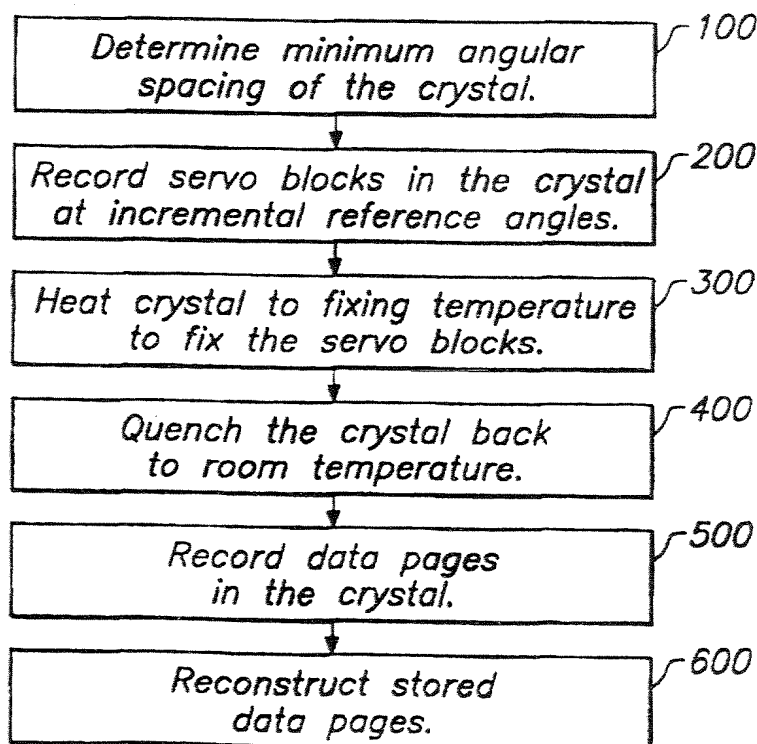 100
Determine minimum angular
spacing of the crystal.
200
Record servo blocks in the crystal
at incremental reference angles.
300
Heat crystal to fixing temperature
to fix the servo blocks.
400
Quench the crystal back
to room temperature.
500
Record data pages
in the crystal.
600
Reconstruct stored
data pages.